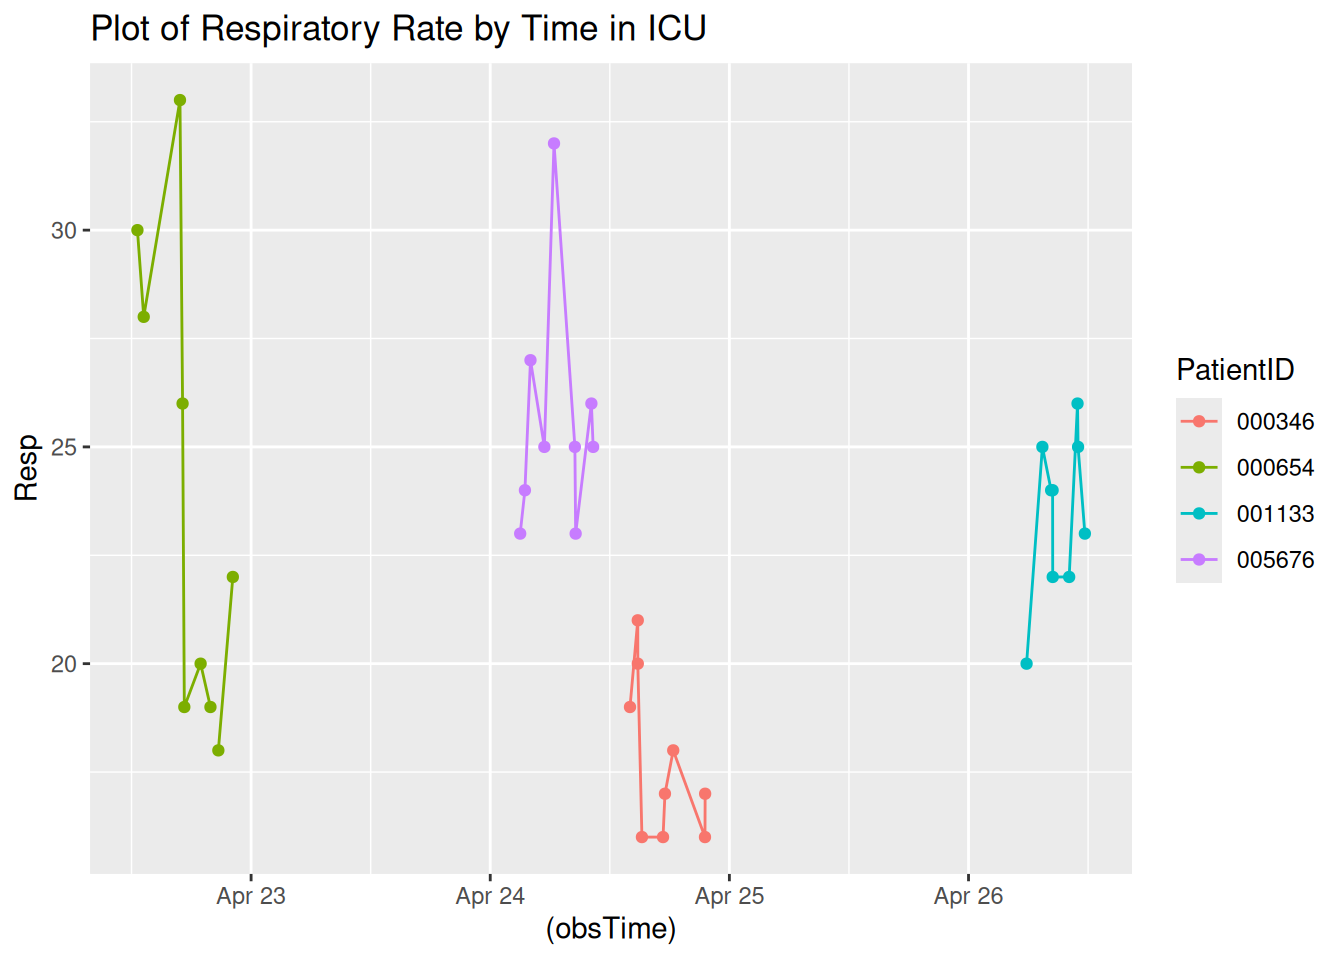 Plot of Respiratory Rate by Time in ICU
30
25
20
Resp
Apr 23
Apr 24
Apr 25
Apr 26
(obsTime)
PatientID
000346
000654
001133
005676